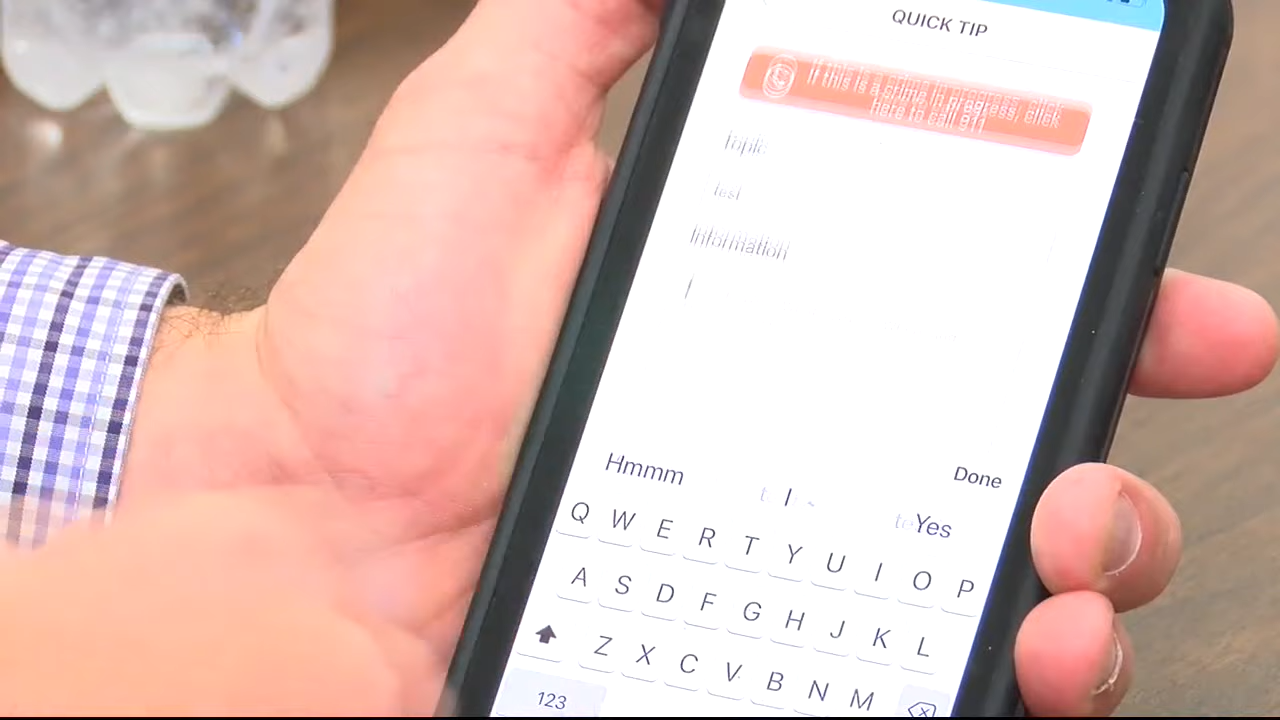 QUICK TIP
If this is a crime in progress, click
here to call 911
Topic
test
Information
Done
Hmmm I Yes
Q W E R T Y U I O P
A S D F G H J K L
Z X C V B N M
123